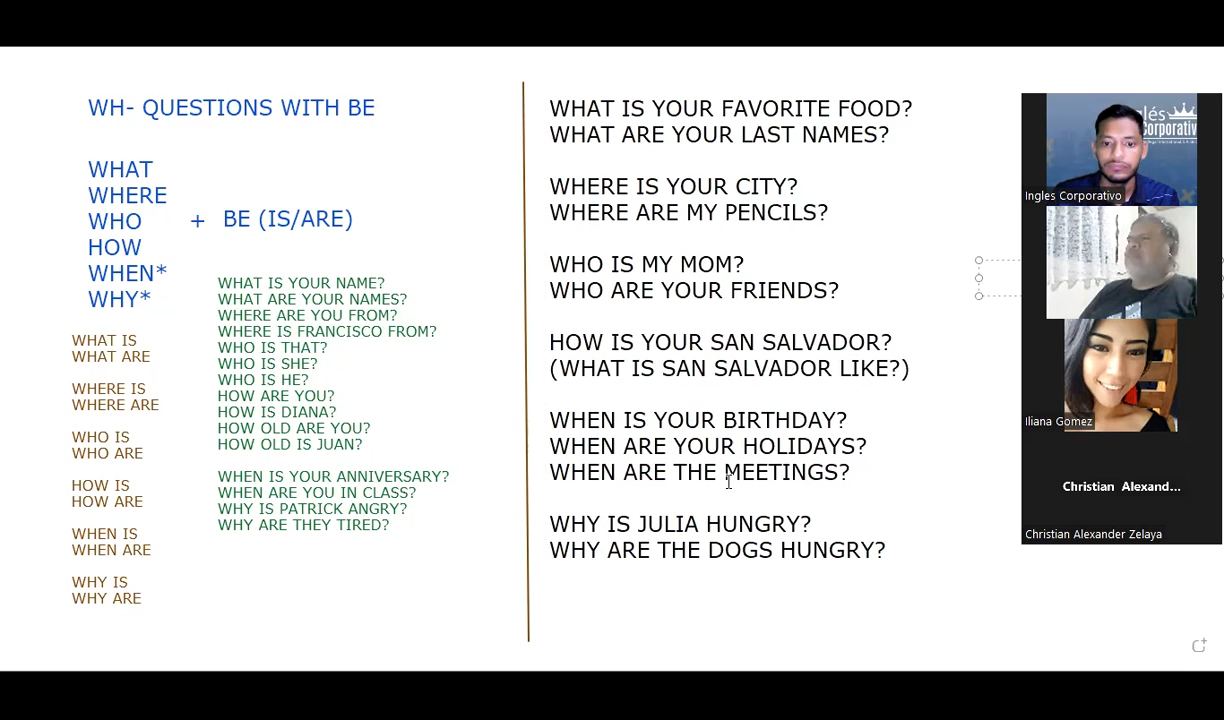 WH- QUESTIONS WITH BE
WHAT
WHERE
WHO
HOW
WHEN*
WHY*
+ BE (IS/ARE)
WHAT IS
WHAT ARE
WHERE IS
WHERE ARE
WHO IS
WHO ARE
HOW IS
HOW ARE
WHEN IS
WHEN ARE
WHY IS
WHY ARE
WHAT IS YOUR NAME?
WHAT ARE YOUR NAMES?
WHERE ARE YOU FROM?
WHERE IS FRANCISCO FROM?
WHO IS THAT?
WHO IS SHE?
WHO IS HE?
HOW ARE YOU?
HOW IS DIANA?
HOW OLD ARE YOU?
HOW OLD IS JUAN?
WHEN IS YOUR ANNIVERSARY?
WHEN ARE YOU IN CLASS?
WHY IS PATRICK ANGRY?
WHY ARE THEY TIRED?
WHAT IS YOUR FAVORITE FOOD?
WHAT ARE YOUR LAST NAMES?
WHERE IS YOUR CITY?
WHERE ARE MY PENCILS?
WHO IS MY MOM?
WHO ARE YOUR FRIENDS?
HOW IS YOUR SAN SALVADOR?
(WHAT IS SAN SALVADOR LIKE?)
WHEN IS YOUR BIRTHDAY?
WHEN ARE YOUR HOLIDAYS?
WHEN ARE THE MEETINGS?
WHY IS JULIA HUNGRY?
WHY ARE THE DOGS HUNGRY?
glés
Corporativ
Ingles Corporativo
Iliana Gomez
Christian Alexand...
Christian Alexander Zelaya